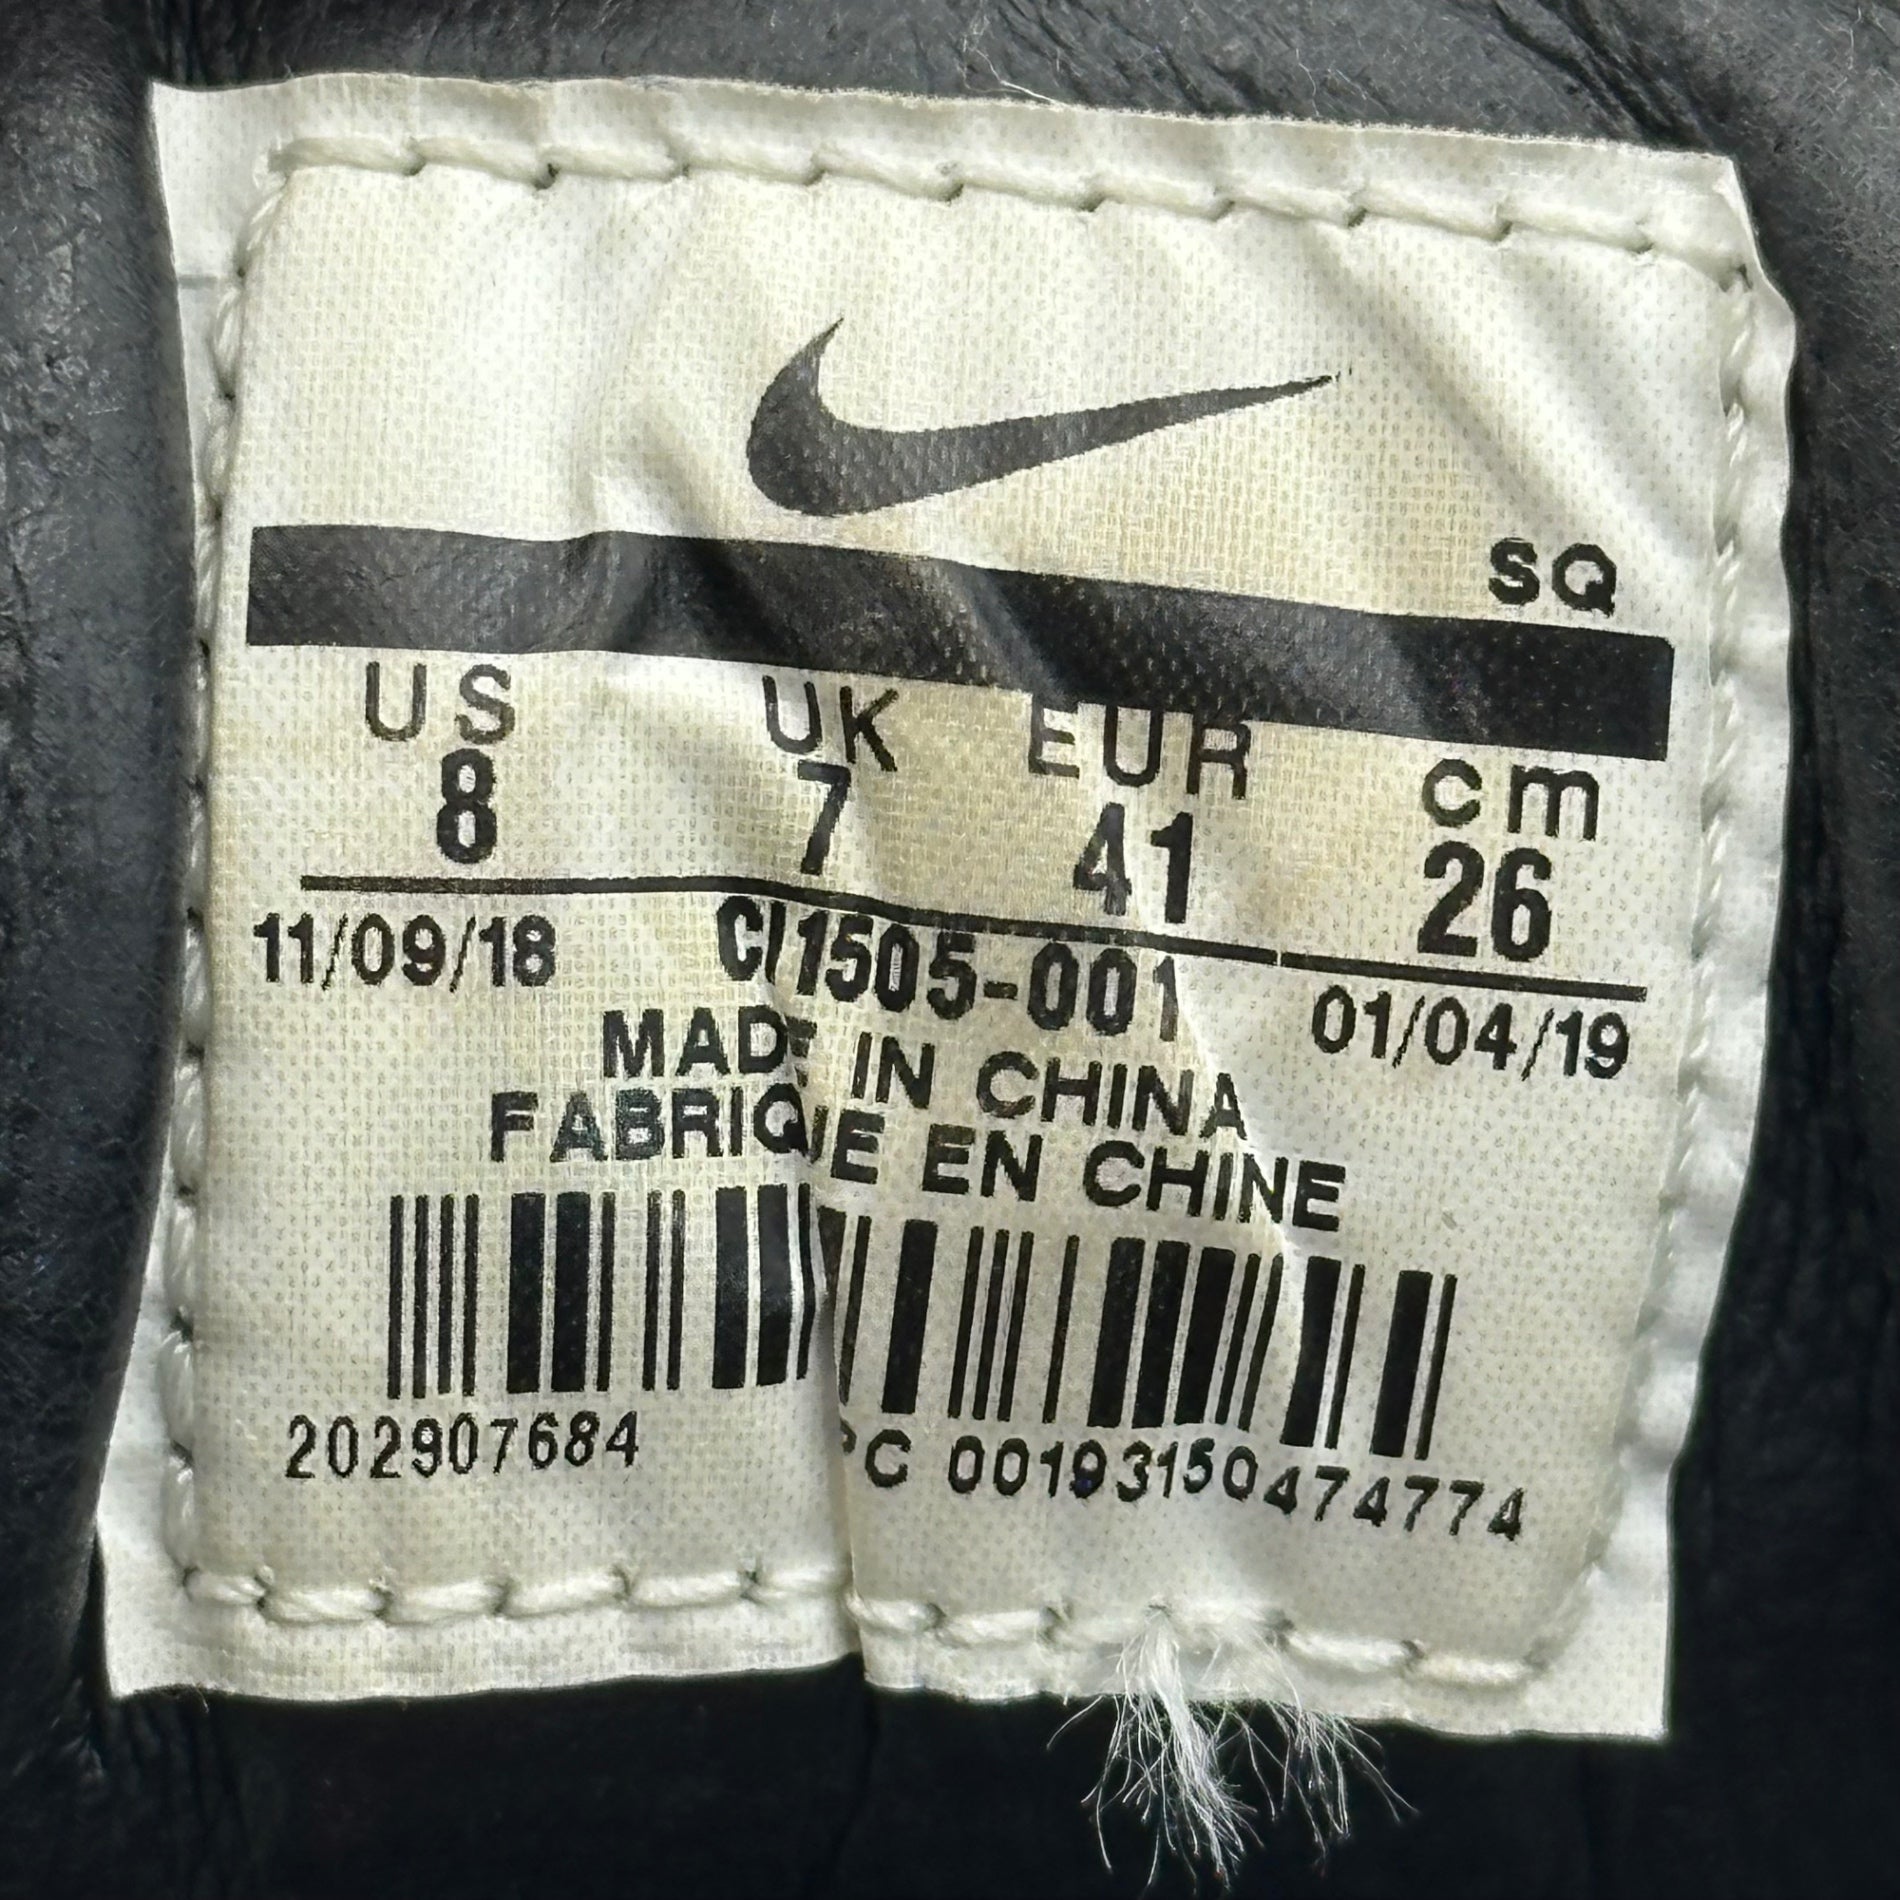 SQ
US UK EUR cm
8 7 41 26
11/09/18 CI1505-001 01/04/19
MADE IN CHINA
FABRIQUE EN CHINE
202907684 PC 00193150474774